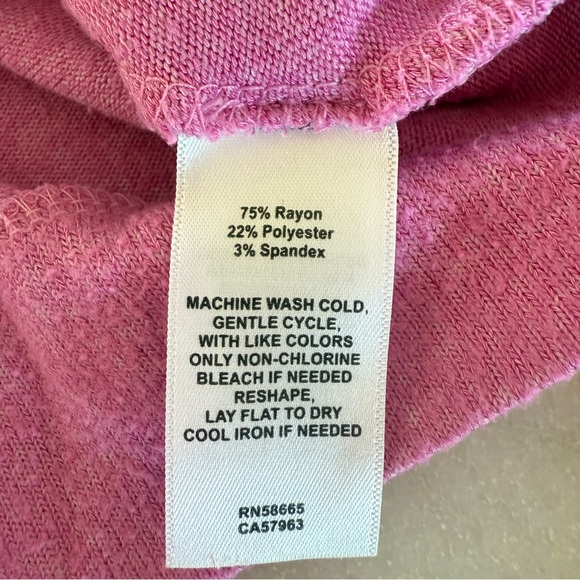 75% Rayon
22% Polyester
3% Spandex
MACHINE WASH COLD,
GENTLE CYCLE,
WITH LIKE COLORS
ONLY NON-CHLORINE
BLEACH IF NEEDED
RESHAPE,
LAY FLAT TO DRY
COOL IRON IF NEEDED
RN58665
CA57963